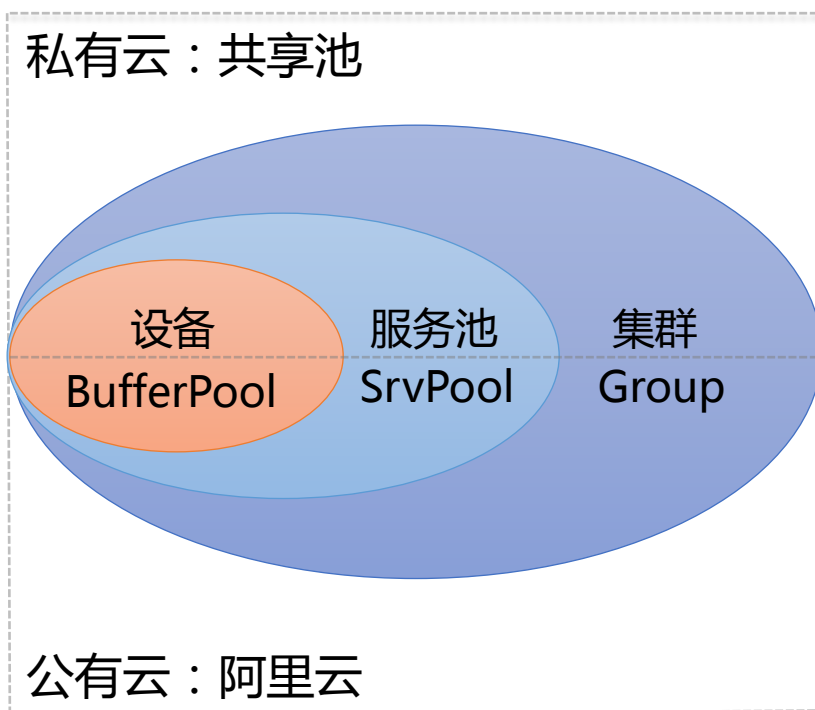 私有云：共享池
设备
BufferPool
服务池
SrvPool
集群
Group
公有云：阿里云